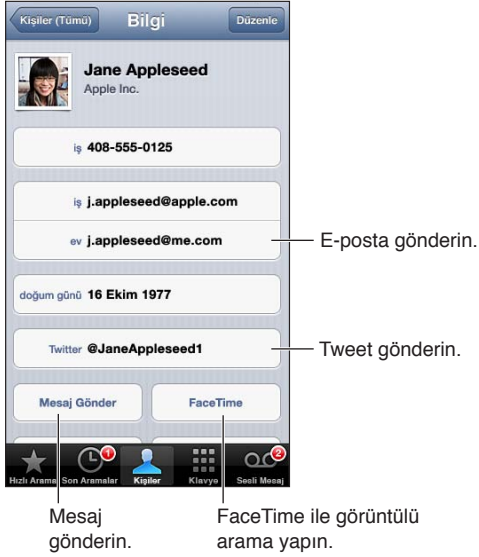 Kişiler (Tümü) Bilgi Düzenle
Jane Appleseed
Apple Inc.
iş 408-555-0125
iş j.appleseed@apple.com
ev j.appleseed@me.com
E-posta gönderin.
doğum günü 16 Ekim 1977
Twitter @JaneAppleseed1
Tweet gönderin.
Mesaj Gönder FaceTime
1 2
Hızlı Arama Son Aramalar Kişiler Klavye Sesli Mesaj
Mesaj
gönderin.
FaceTime ile görüntülü
arama yapın.